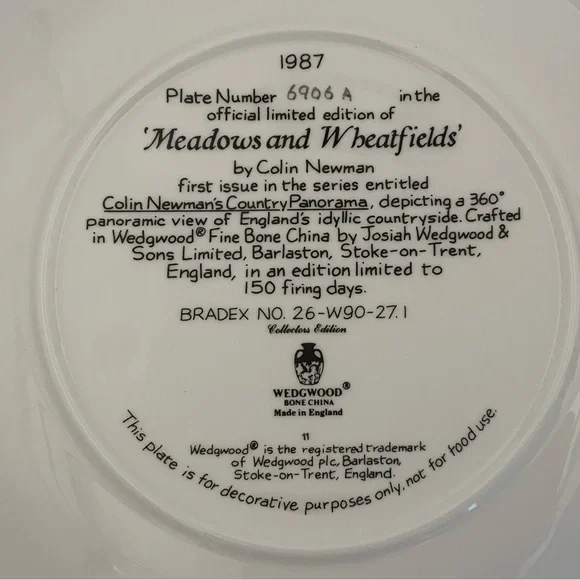 1987
Plate Number 6906 A in the
official limited edition of
'Meadows and Wheatfields'
by Colin Newman
first issue in the series entitled
Colin Newman's Country Panorama, depicting a 360°
panoramic view of England's idyllic countryside. Crafted
in Wedgwood® Fine Bone China by Josiah Wedgwood &
Sons Limited, Barlaston, Stoke-on-Trent,
England, in an edition limited to
150 firing days.
BRADEX NO. 26-W90-27.1
Collectors Edition
WEDGWOOD®
BONE CHINA
Made in England
11
Wedgwood® is the registered trademark
of Wedgwood plc, Barlaston,
Stoke-on-Trent, England.
This plate is for decorative purposes only, not for food use.